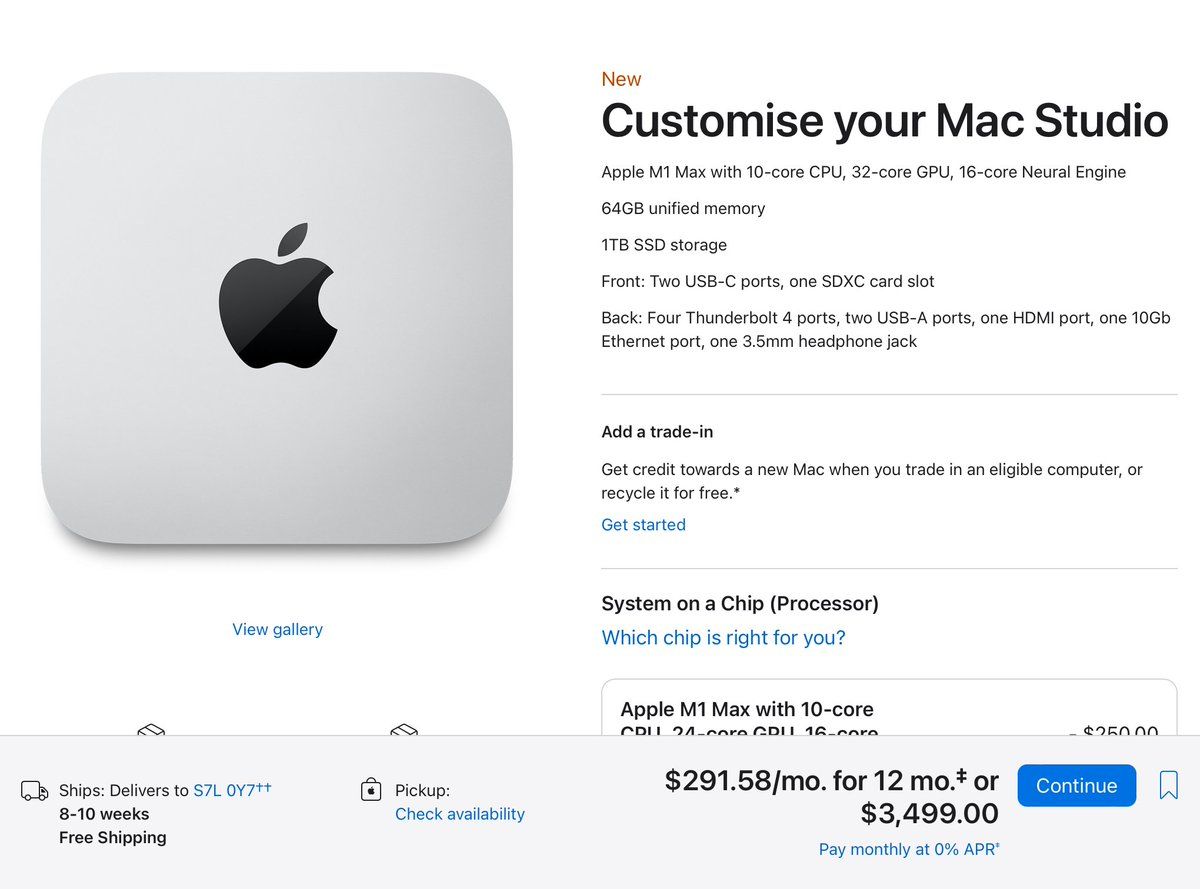 New
Customise your Mac Studio
Apple M1 Max with 10-core CPU, 32-core GPU, 16-core Neural Engine
64GB unified memory
1TB SSD storage
Front: Two USB-C ports, one SDXC card slot
Back: Four Thunderbolt 4 ports, two USB-A ports, one HDMI port, one 10Gb
Ethernet port, one 3.5mm headphone jack
Add a trade-in
Get credit towards a new Mac when you trade in an eligible computer, or
recycle it for free.*
Get started
System on a Chip (Processor)
Which chip is right for you?
View gallery
Apple M1 Max with 10-core
CPU, 24-core GPU, 16-core
- $250.00
Ships: Delivers to S7L 0Y7††
8-10 weeks
Free Shipping
Pickup:
Check availability
$291.58/mo. for 12 mo.‡ or
$3,499.00
Pay monthly at 0% APR‡
Continue